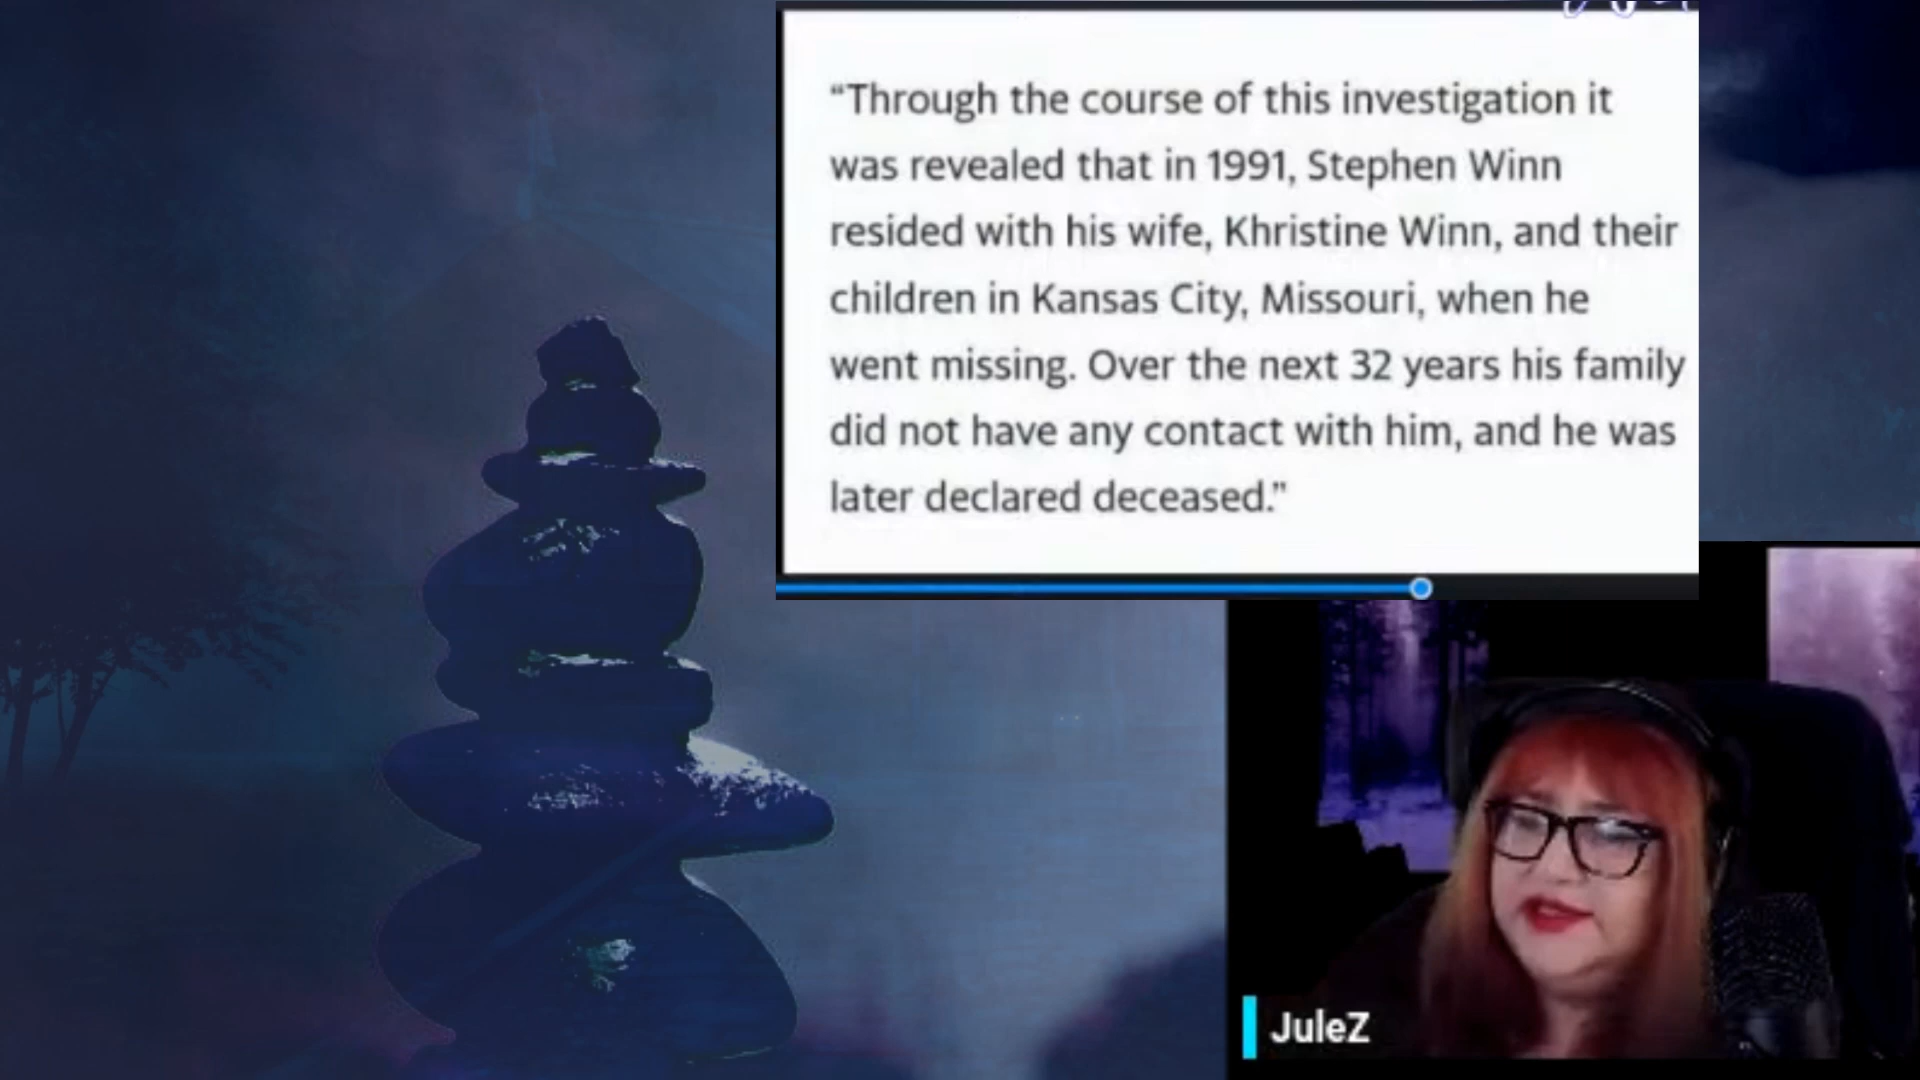 “Through the course of this investigation it
was revealed that in 1991, Stephen Winn
resided with his wife, Khristine Winn, and their
children in Kansas City, Missouri, when he
went missing. Over the next 32 years his family
did not have any contact with him, and he was
later declared deceased.”
JuleZ